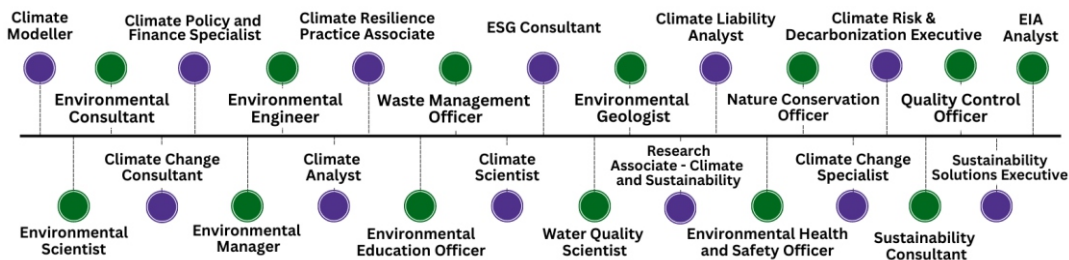 Climate
Modeller
Climate Policy and
Finance Specialist
Climate Resilience
Practice Associate
ESG Consultant
Climate Liability
Analyst
Climate Risk &
Decarbonization Executive
EIA
Analyst
Environmental
Consultant
Environmental
Engineer
Waste Management
Officer
Environmental
Geologist
Nature Conservation
Officer
Quality Control
Officer
Climate Change
Consultant
Climate
Analyst
Climate
Scientist
Research
Associate - Climate
and Sustainability
Climate Change
Specialist
Sustainability
Solutions Executive
Environmental
Scientist
Environmental
Manager
Environmental
Education Officer
Water Quality
Scientist
Environmental Health
and Safety Officer
Sustainability
Consultant